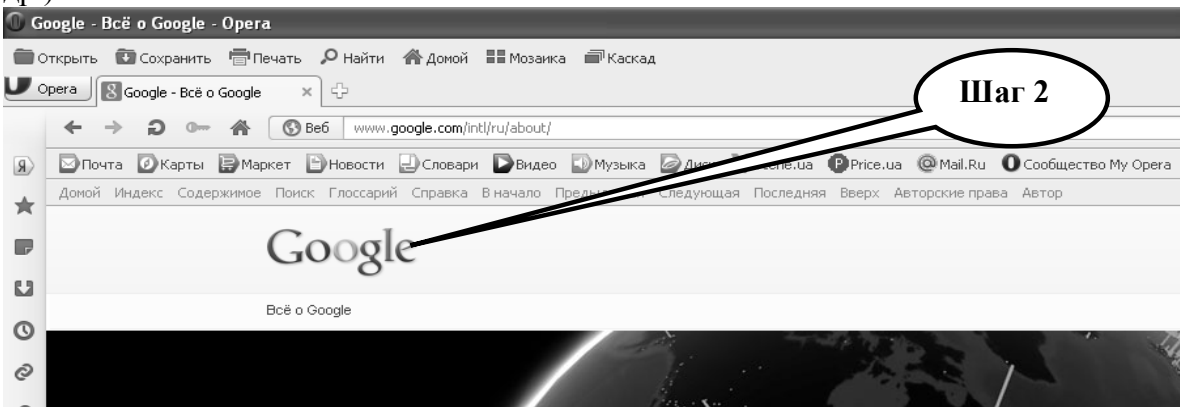 Google - Всё о Google - Opera
Открыть Сохранить Печать Найти Домой Мозаика Каскад
Opera Google - Всё о Google
Шаг 2
Веб www.google.com/intl/ru/about/
Я Почта Карты Маркет Новости Словари Видео Музыка Price.ua Mail.Ru Сообщество My Opera
Домой Индекс Содержимое Поиск Глоссарий Справка В начало Следующая Последняя Вверх Авторские права Автор
Google
Всё о Google